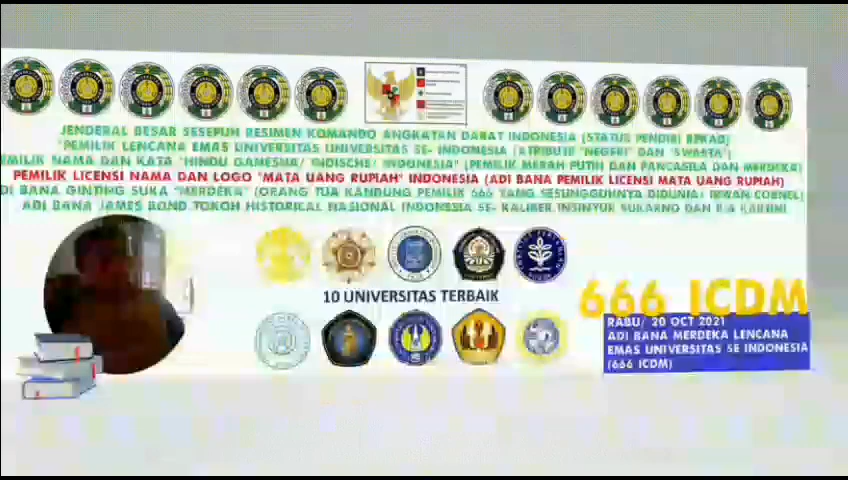 JENDERAL BESAR SESEPUH RESIMEN KOMANDO ANGKATAN DARAT INDONESIA (STATUS PENDIRI RPKAD)
"PEMILIK LENCANA EMAS UNIVERSITAS UNIVERSITAS SE- INDONESIA (ATRIBUTE "NEGERI" DAN "SWASTA")
EMILIK NAMA DAN KATA "HINDU GANESHA/ INDISCHE/ INDONESIA" (PEMILIK MERAH PUTIH DAN PANCASILA DAN MERDEKA)
PEMILIK LICENSI NAMA DAN LOGO "MATA UANG RUPIAH" INDONESIA (ADI BANA PEMILIK LICENSI MATA UANG RUPIAH)
DI BANA GINTING SUKA "MERDEKA" (ORANG TUA KANDUNG PEMILIK 666 YANG SESUNGGUHNYA DIDUNIA: IRWAN CORNEL)
ADI BANA JAMES BOND TOKOH HISTORICAL NASIONAL INDONESIA SE- KALIBER INSINYUR SUKARNO DAN R.A KARTINI
10 UNIVERSITAS TERBAIK
666 ICDM
RABU/ 20 OCT 2021
ADI BANA MERDEKA LENCANA
EMAS UNIVERSITAS SE INDONESIA
(666 ICDM)